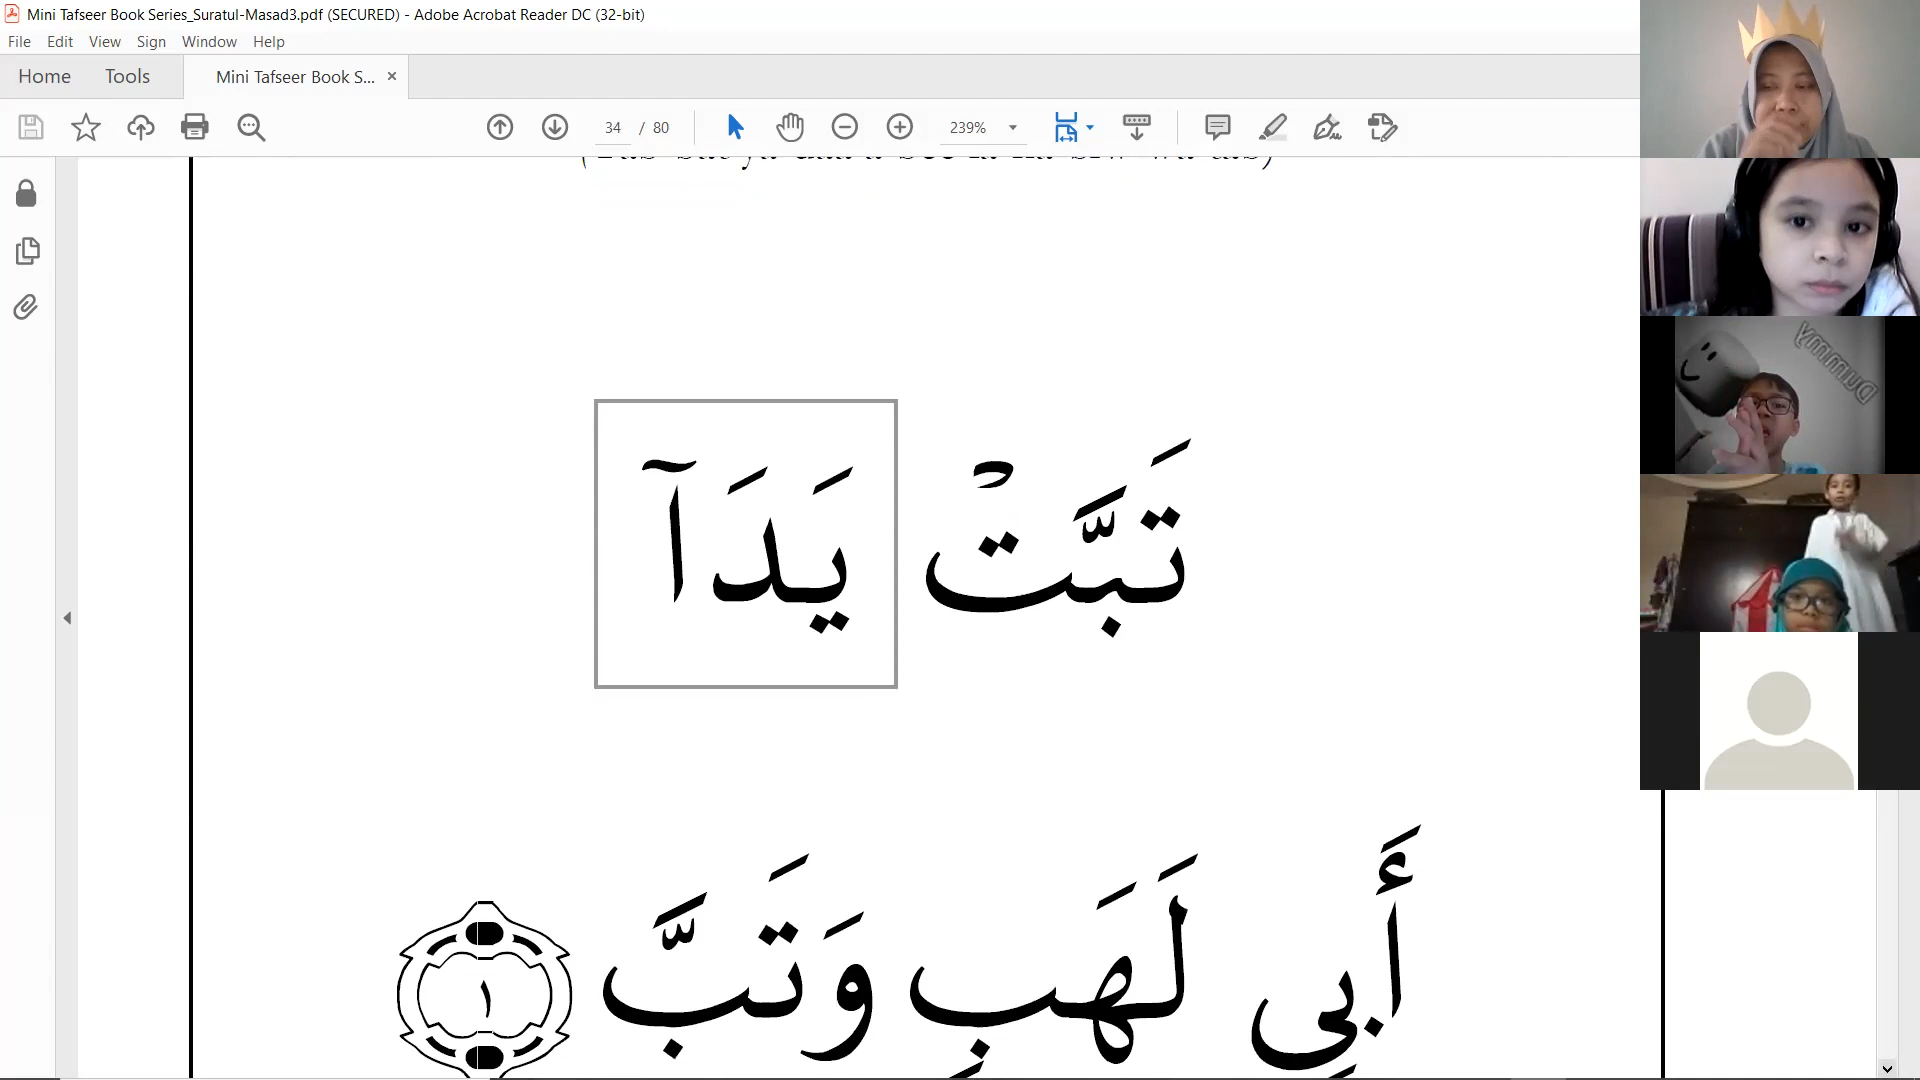 Mini Tafseer Book Series_Suratul-Masad3.pdf (SECURED) - Adobe Acrobat Reader DC (32-bit)
File Edit View Sign Window Help
Home Tools Mini Tafseer Book S... ×
34 / 80 239%
Dummy
تَبَّتْ يَدَآ
أَبِي لَهَبٍ وَتَبَّ ١